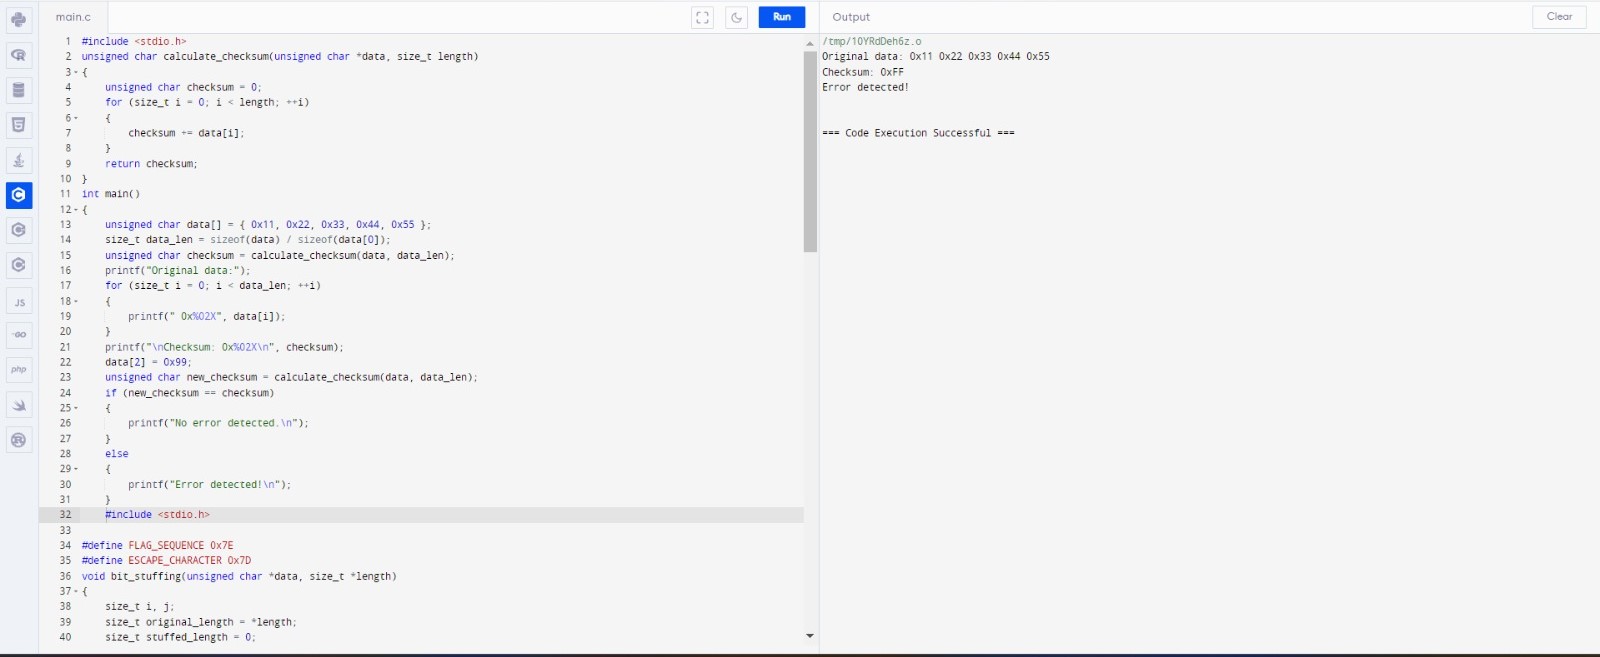 main.c
Run
Output
Clear
1 #include <stdio.h>
2 unsigned char calculate_checksum(unsigned char *data, size_t length)
3 {
4 unsigned char checksum = 0;
5 for (size_t i = 0; i < length; ++i)
6 {
7 checksum += data[i];
8 }
9 return checksum;
10 }
11 int main()
12 {
13 unsigned char data[] = { 0x11, 0x22, 0x33, 0x44, 0x55 };
14 size_t data_len = sizeof(data) / sizeof(data[0]);
15 unsigned char checksum = calculate_checksum(data, data_len);
16 printf("Original data:");
17 for (size_t i = 0; i < data_len; ++i)
18 {
19 printf(" 0x%02X", data[i]);
20 }
21 printf("\nChecksum: 0x%02X\n", checksum);
22 data[2] = 0x99;
23 unsigned char new_checksum = calculate_checksum(data, data_len);
24 if (new_checksum == checksum)
25 {
26 printf("No error detected.\n");
27 }
28 else
29 {
30 printf("Error detected!\n");
31 }
32 #include <stdio.h>
33
34 #define FLAG_SEQUENCE 0x7E
35 #define ESCAPE_CHARACTER 0x7D
36 void bit_stuffing(unsigned char *data, size_t *length)
37 {
38 size_t i, j;
39 size_t original_length = *length;
40 size_t stuffed_length = 0;
/tmp/10YRdDeh6z.o
Original data: 0x11 0x22 0x33 0x44 0x55
Checksum: 0xFF
Error detected!
=== Code Execution Successful ===
JS
GO
php